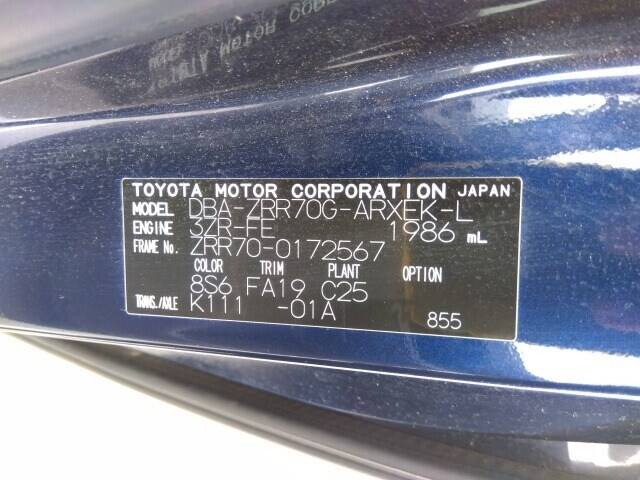 TOYOTA MOTOR CORPORATION JAPAN
MODEL DBA-ZRR70G-ARXEK-L
ENGINE 3ZR-FE 1986 mL
FRAME No. ZRR70-0172567
COLOR TRIM PLANT OPTION
8S6 FA19 C25
TRANS./AXLE K111 -01A
855